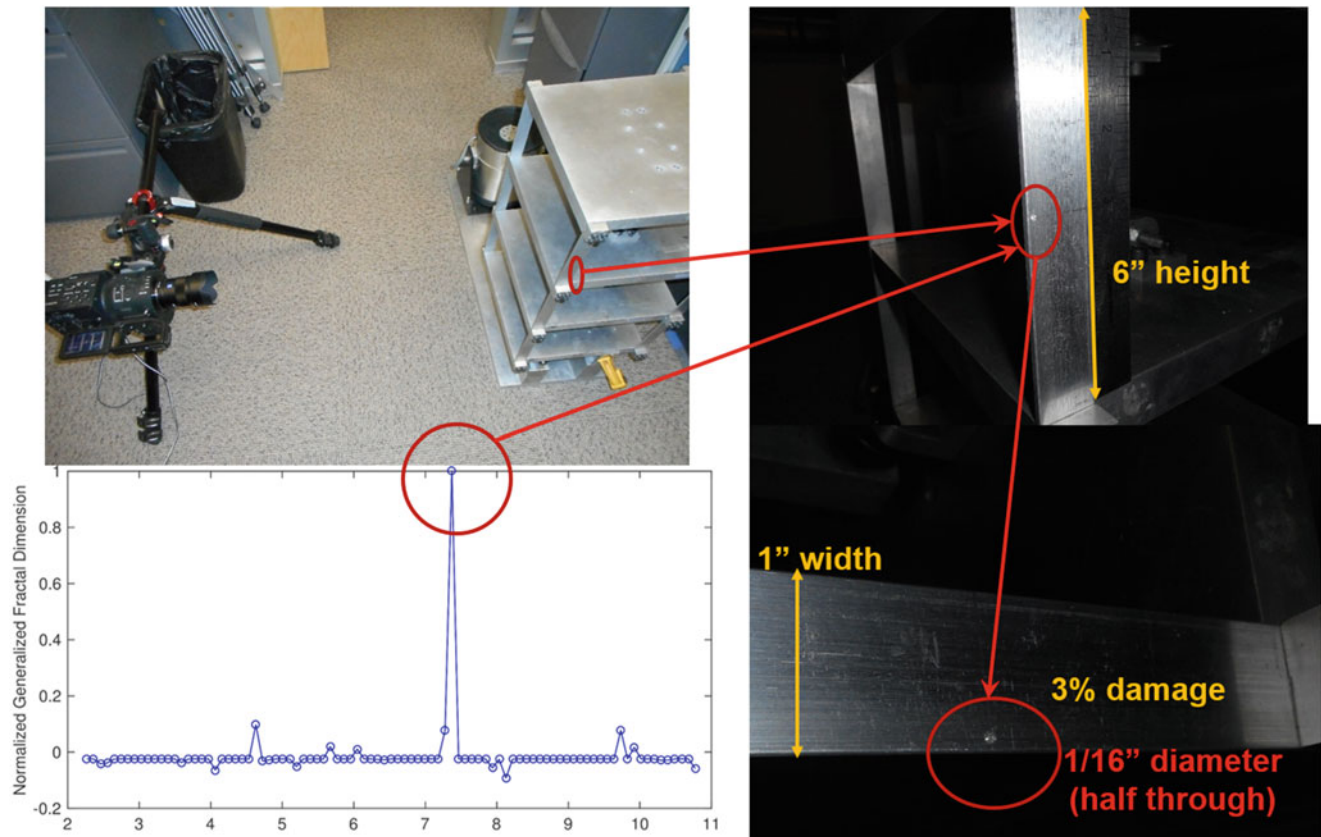 6” height
1
0.8
0.6
0.4
0.2
0
-0.2
Normalized Generalized Fractal Dimension
2 3 4 5 6 7 8 9 10 11
1” width
3% damage
1/16” diameter
(half through)